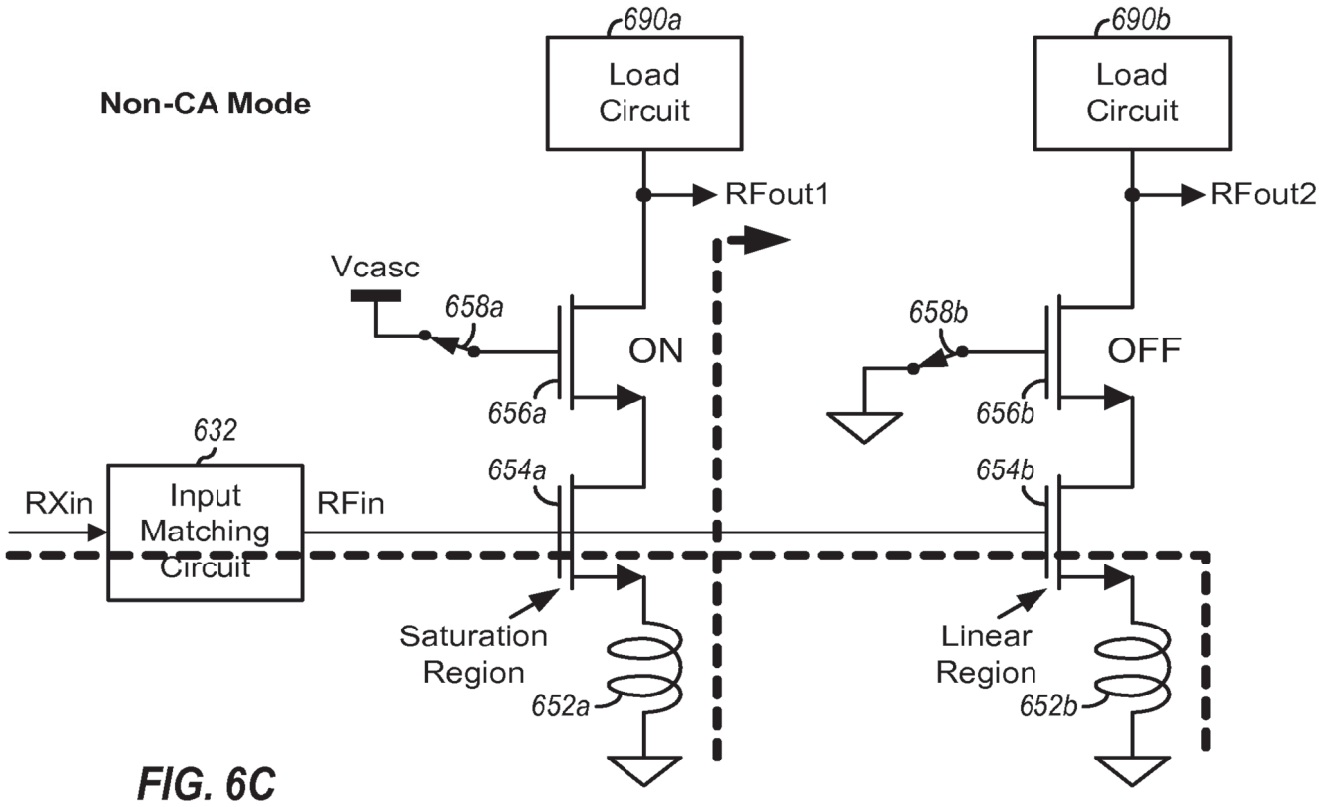 690a
690b
Non-CA Mode
Load
Circuit
Load
Circuit
RFout1
RFout2
Vcasc
658a
658b
ON
OFF
656a
656b
632
654a
654b
RXin
Input
Matching
Circuit
RFin
Saturation
Region
Linear
Region
652a
652b
FIG. 6C